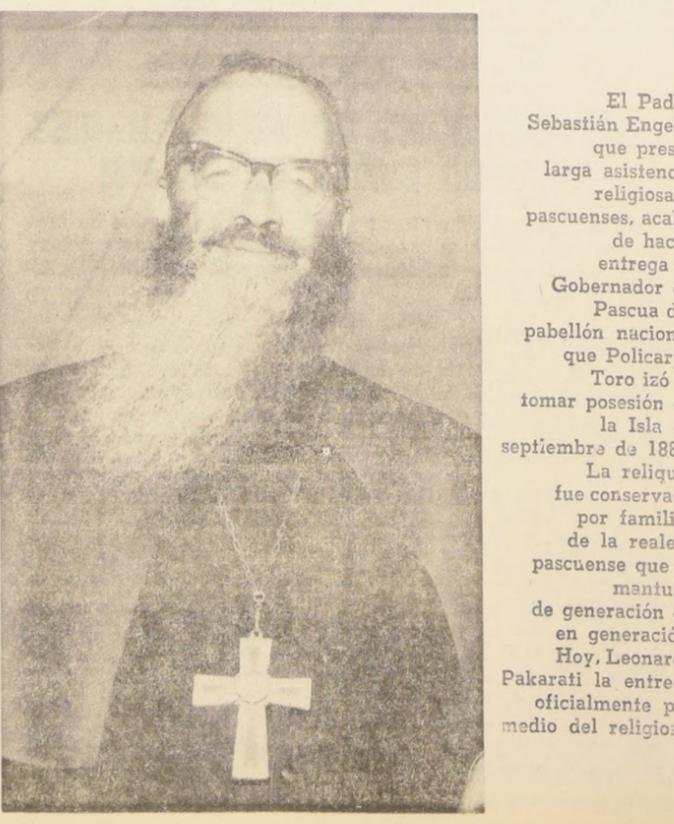 El Pad
Sebastián Enge
que pres
larga asistenc
religiosa
pascuenses, aca
de hac
entrega
Gobernador
Pascua d
pabellón nacion
que Policar
Toro izó
tomar posesión
la Isla
septiembre de 188
La reliqu
fue conserva
por famili
de la reale
pascuense que
mantu
de generación
en generació
Hoy, Leonar
Pakarati la entre
oficialmente p
medio del religio